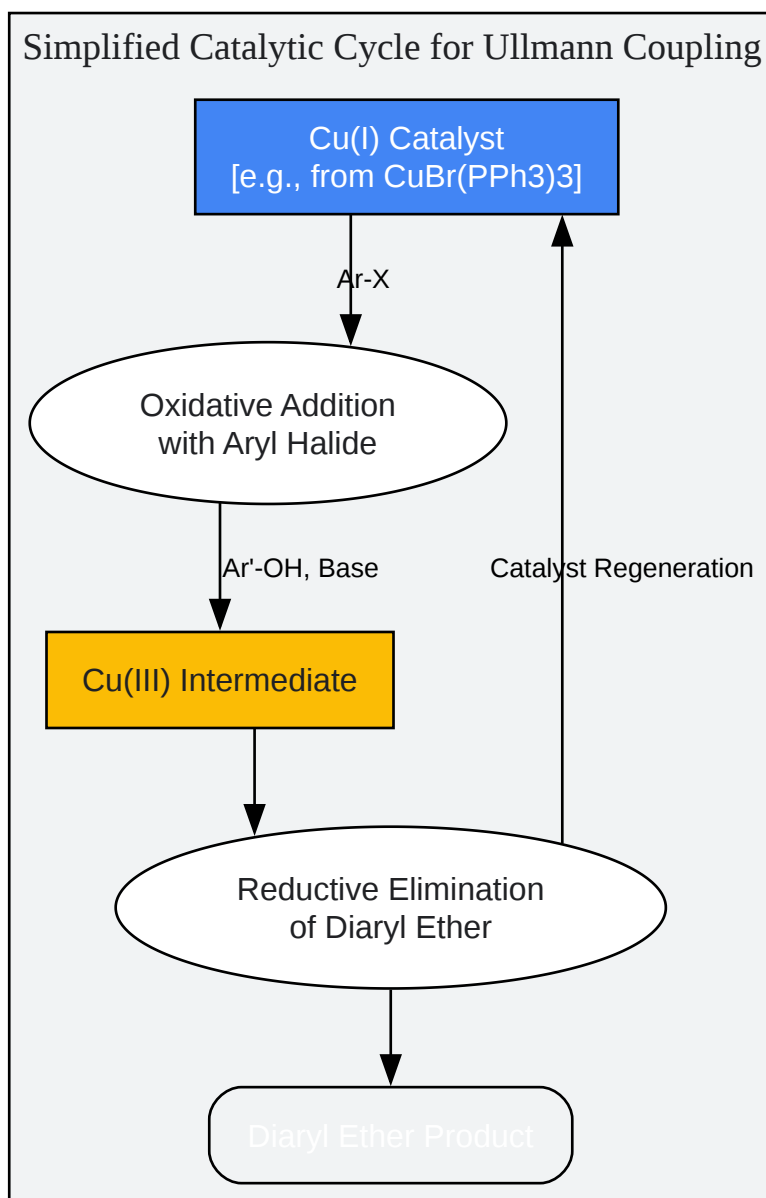 Simplified Catalytic Cycle for Ullmann Coupling
Cu(I) Catalyst
[e.g., from CuBr(PPh3)3]
Ar-X
Oxidative Addition
with Aryl Halide
Ar'-OH, Base
Catalyst Regeneration
Cu(III) Intermediate
Reductive Elimination
of Diaryl Ether
Diaryl Ether Product